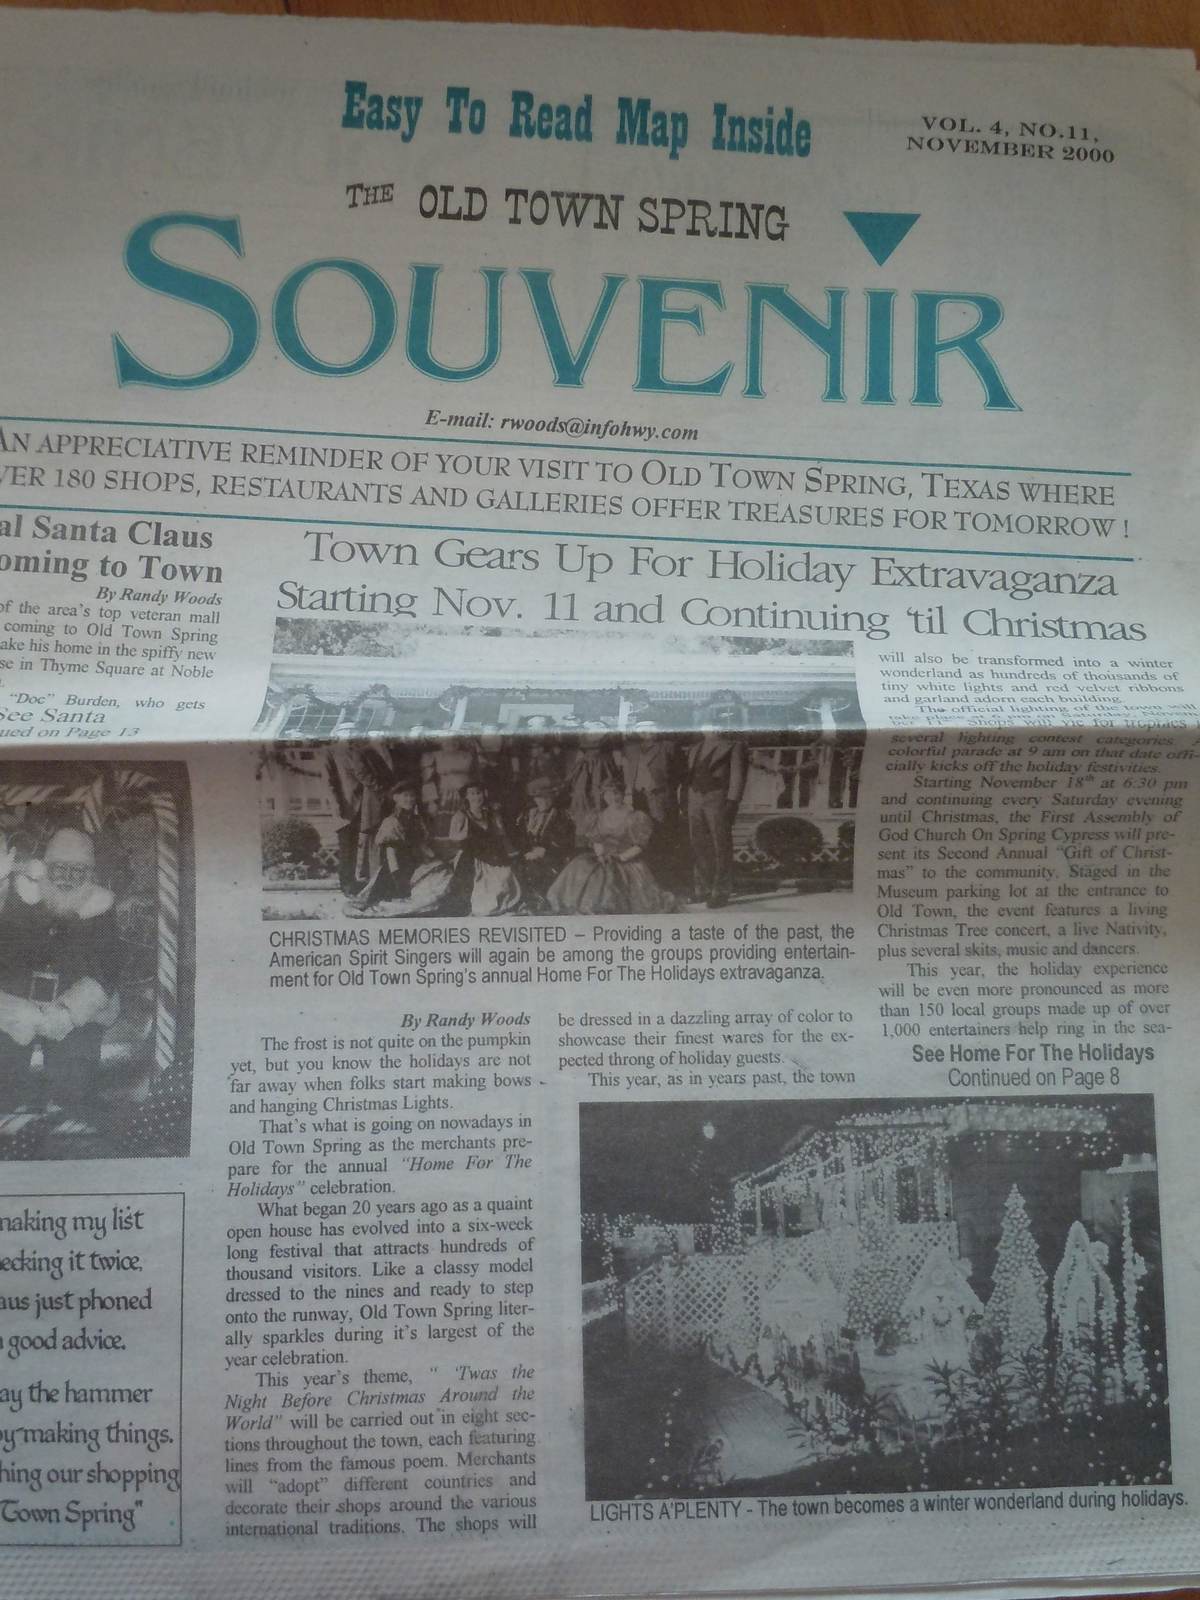 Easy To Read Map Inside
VOL. 4, NO.11,
NOVEMBER 2000
THE OLD TOWN SPRING
SOUVENIR
E-mail: rwoods@infohwy.com
AN APPRECIATIVE REMINDER OF YOUR VISIT TO OLD TOWN SPRING, TEXAS WHERE
VER 180 SHOPS, RESTAURANTS AND GALLERIES OFFER TREASURES FOR TOMORROW !
al Santa Claus
oming to Town
By Randy Woods
of the area's top veteran mall
coming to Old Town Spring
ake his home in the spiffy new
se in Thyme Square at Noble
"Doc" Burden, who gets
See Santa
ued on Page 13
making my list
ecking it twice,
aus just phoned
good advice.
ay the hammer
oy making things.
hing our shopping
Town Spring"
Town Gears Up For Holiday Extravaganza
Starting Nov. 11 and Continuing 'til Christmas
CHRISTMAS MEMORIES REVISITED – Providing a taste of the past, the
American Spirit Singers will again be among the groups providing entertain-
ment for Old Town Spring's annual Home For The Holidays extravaganza.
By Randy Woods
The frost is not quite on the pumpkin
yet, but you know the holidays are not
far away when folks start making bows
and hanging Christmas Lights.
That's what is going on nowadays in
Old Town Spring as the merchants pre-
pare for the annual "Home For The
Holidays" celebration.
What began 20 years ago as a quaint
open house has evolved into a six-week
long festival that attracts hundreds of
thousand visitors. Like a classy model
dressed to the nines and ready to step
onto the runway, Old Town Spring liter-
ally sparkles during it's largest of the
year celebration.
This year's theme, " 'Twas the
Night Before Christmas Around the
World" will be carried out in eight sec-
tions throughout the town, each featuring
lines from the famous poem. Merchants
will "adopt" different countries and
decorate their shops around the various
international traditions. The shops will
be dressed in a dazzling array of color to
showcase their finest wares for the ex-
pected throng of holiday guests.
This year, as in years past, the town
will also be transformed into a winter
wonderland as hundreds of thousands of
tiny white lights and red velvet ribbons
and garland adorn each building.
The official lighting of the town will
take place at
Shops will vie for trophies
several lighting contest categories. A
colorful parade at 9 am on that date offi-
cially kicks off the holiday festivities.
Starting November 18th at 6:30 pm
and continuing every Saturday evening
until Christmas, the First Assembly of
God Church On Spring Cypress will pre-
sent its Second Annual "Gift of Christ-
mas" to the community. Staged in the
Museum parking lot at the entrance to
Old Town, the event features a living
Christmas Tree concert, a live Nativity,
plus several skits, music and dancers.
This year, the holiday experience
will be even more pronounced as more
than 150 local groups made up of over
1,000 entertainers help ring in the sea-
See Home For The Holidays
Continued on Page 8
LIGHTS A'PLENTY - The town becomes a winter wonderland during holidays.